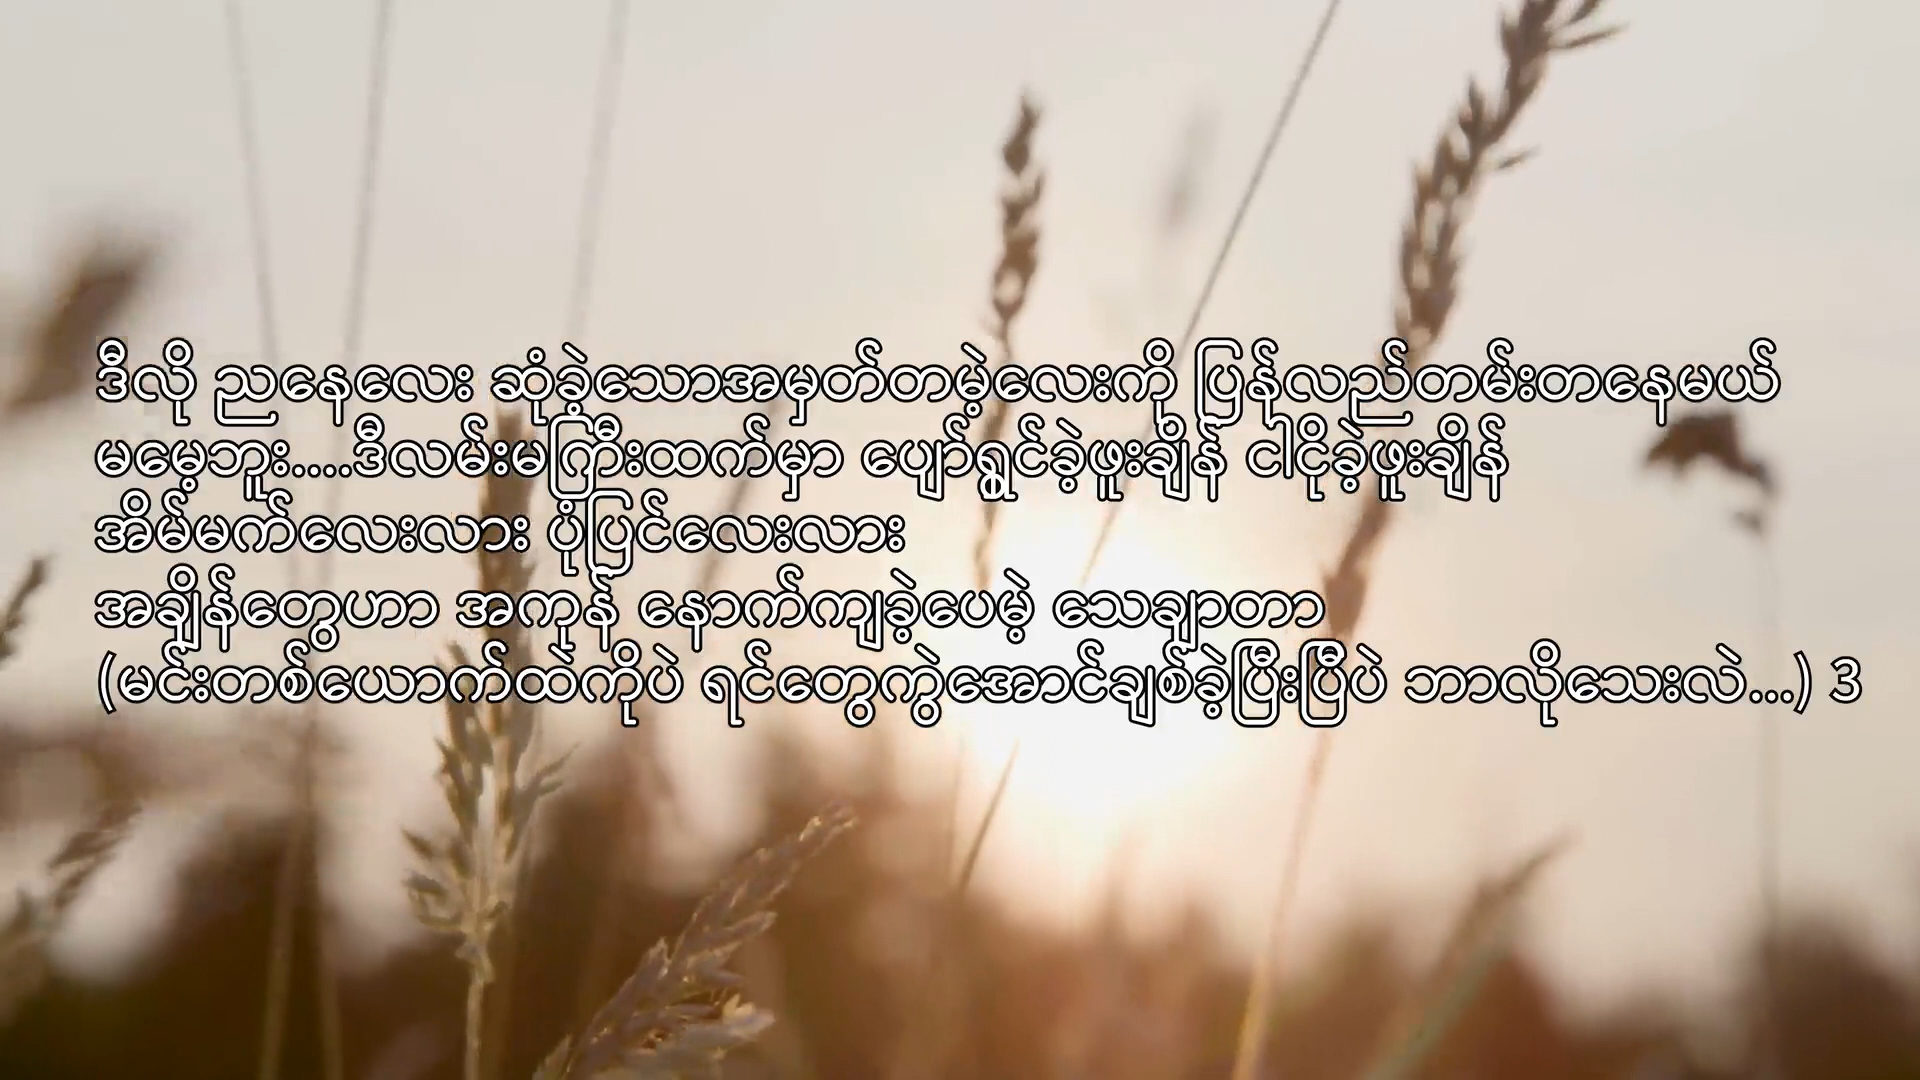 ဒီလို ညနေလေး ဆုံခဲ့သောအမှတ်တမဲ့လေးကို ပြန်လည်တမ်းတနေမယ်
မမေ့ဘူး....ဒီလမ်းမကြီးထက်မှာ ပျော်ရွှင်ခဲ့ဖူးချိန် ငါငိုခဲ့ဖူးချိန်
အိမ်မက်လေးလား ပုံပြင်လေးလား
အချိန်တွေဟာ အကုန် နောက်ကျခဲ့ပေမဲ့ သေချာတာ
(မင်းတစ်ယောက်ထဲကိုပဲ ရင်တွေကွဲအောင်ချစ်ခဲ့ပြီးပြီပဲ ဘာလိုသေးလဲ...) 3